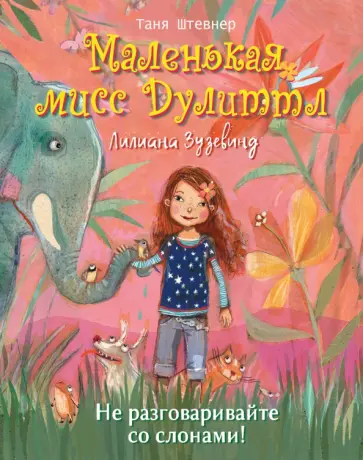 Таня Штевнер
Маленькая
мисс Дулиттл
Лилиана Зузевинд
Не разговаривайте
со слонами!